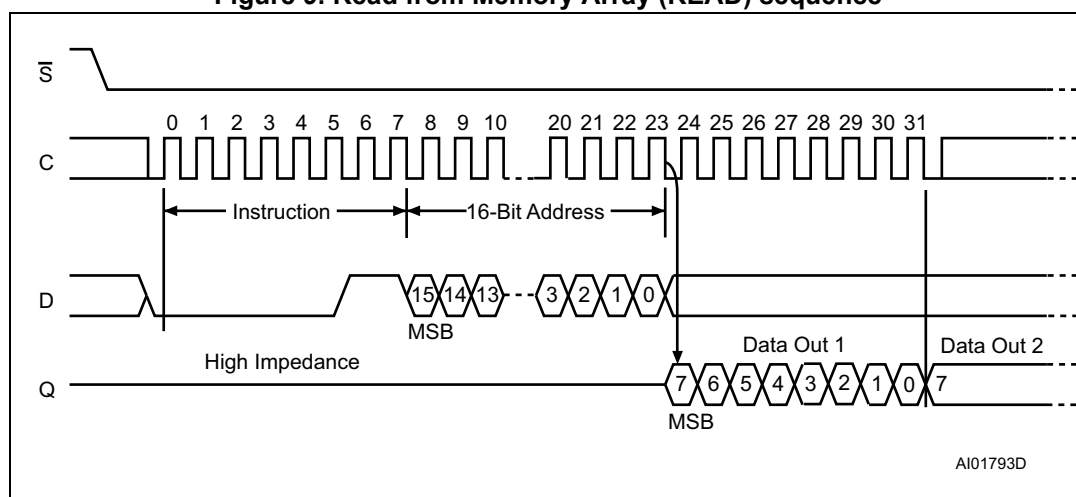 Figure 9. Read from Memory Array (READ) sequence
S̅
0 1 2 3 4 5 6 7 8 9 10 20 21 22 23 24 25 26 27 28 29 30 31
C
Instruction 16-Bit Address
D 15 14 13 3 2 1 0
MSB
High Impedance Data Out 1 Data Out 2
Q 7 6 5 4 3 2 1 0 7
MSB
AI01793D